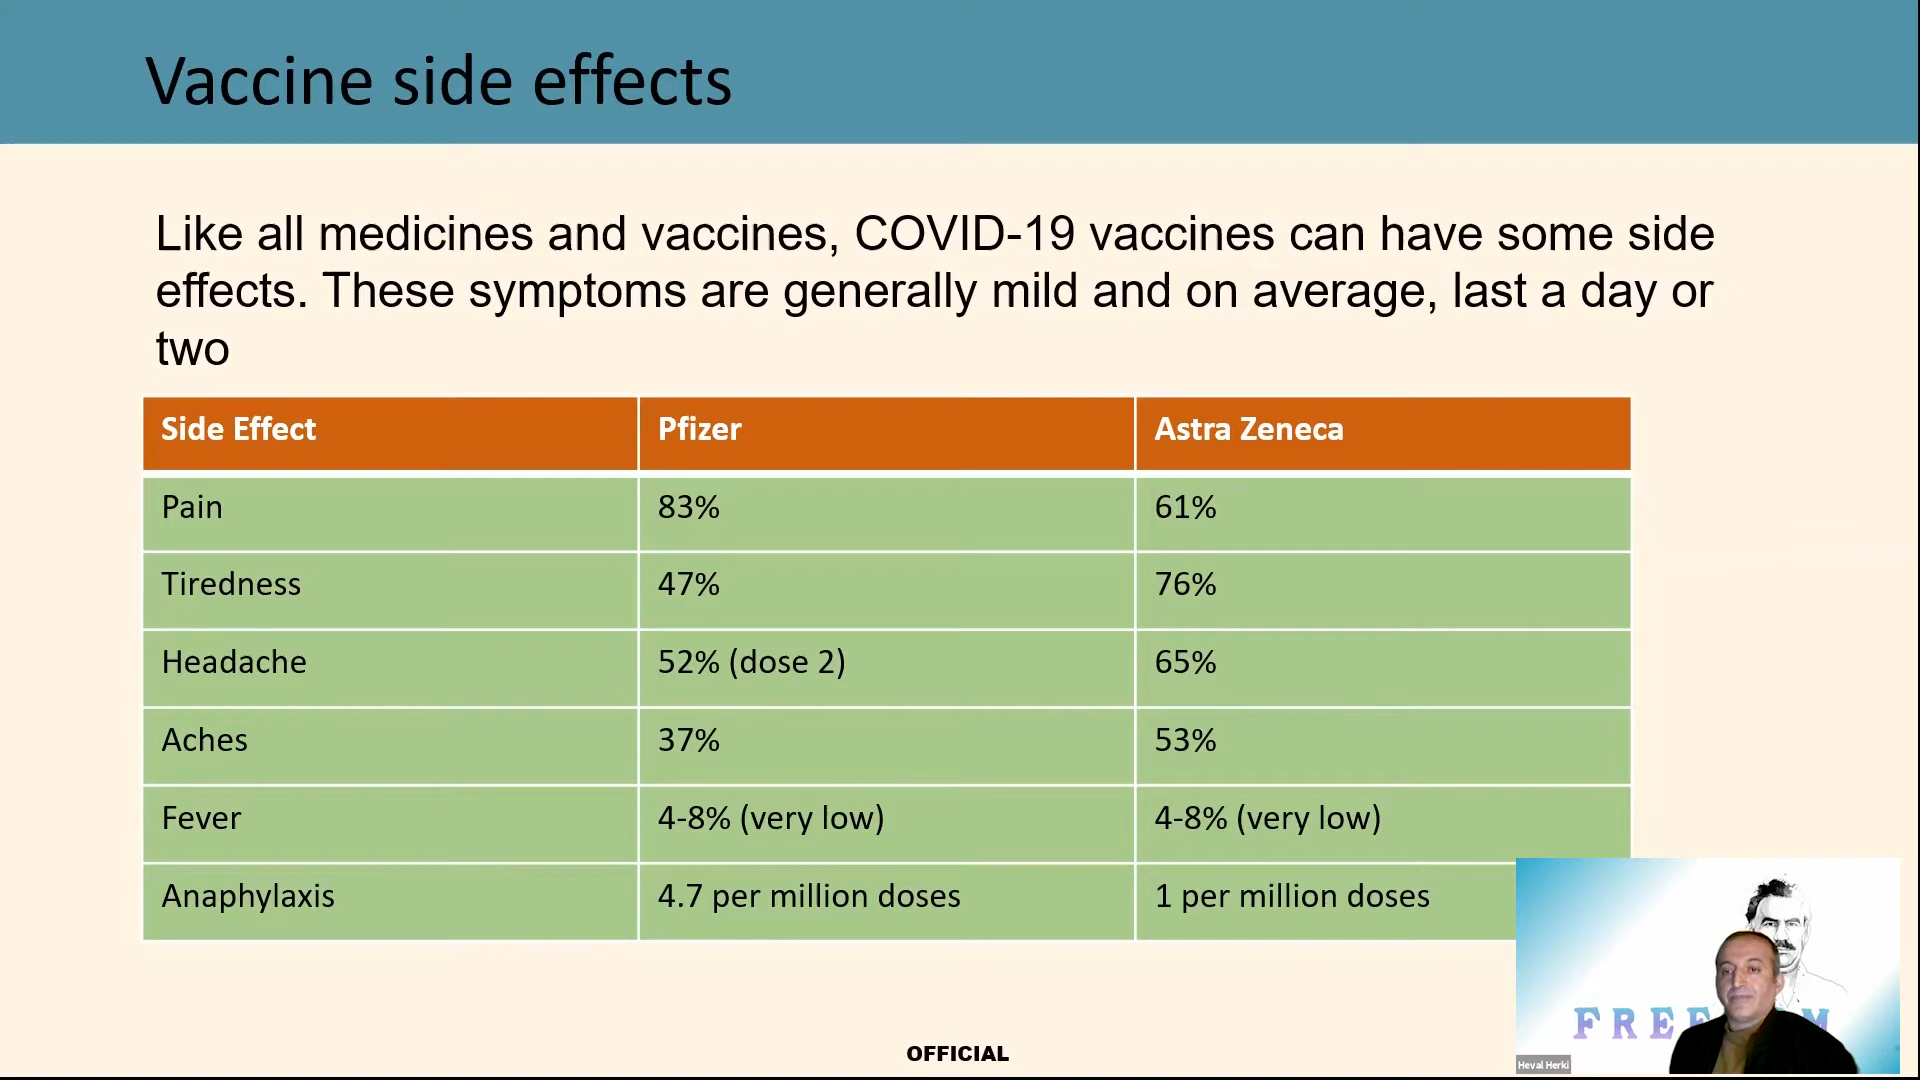 Vaccine side effects
Like all medicines and vaccines, COVID-19 vaccines can have some side
effects. These symptoms are generally mild and on average, last a day or
two
Side Effect Pfizer Astra Zeneca
Pain 83% 61%
Tiredness 47% 76%
Headache 52% (dose 2) 65%
Aches 37% 53%
Fever 4-8% (very low) 4-8% (very low)
Anaphylaxis 4.7 per million doses 1 per million doses
FREE M
Heval Herki
OFFICIAL